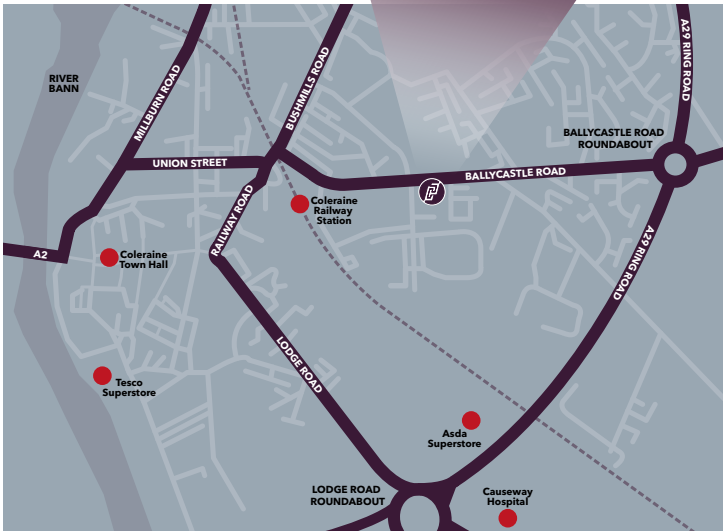 RIVER
BANN
MILLBURN ROAD
BUSHMILLS ROAD
A29 RING ROAD
BALLYCASTLE ROAD
ROUNDABOUT
UNION STREET
BALLYCASTLE ROAD
RAILWAY ROAD
Coleraine
Railway
Station
A2
Coleraine
Town Hall
A29 RING ROAD
LODGE ROAD
Tesco
Superstore
Asda
Superstore
LODGE ROAD
ROUNDABOUT
Causeway
Hospital